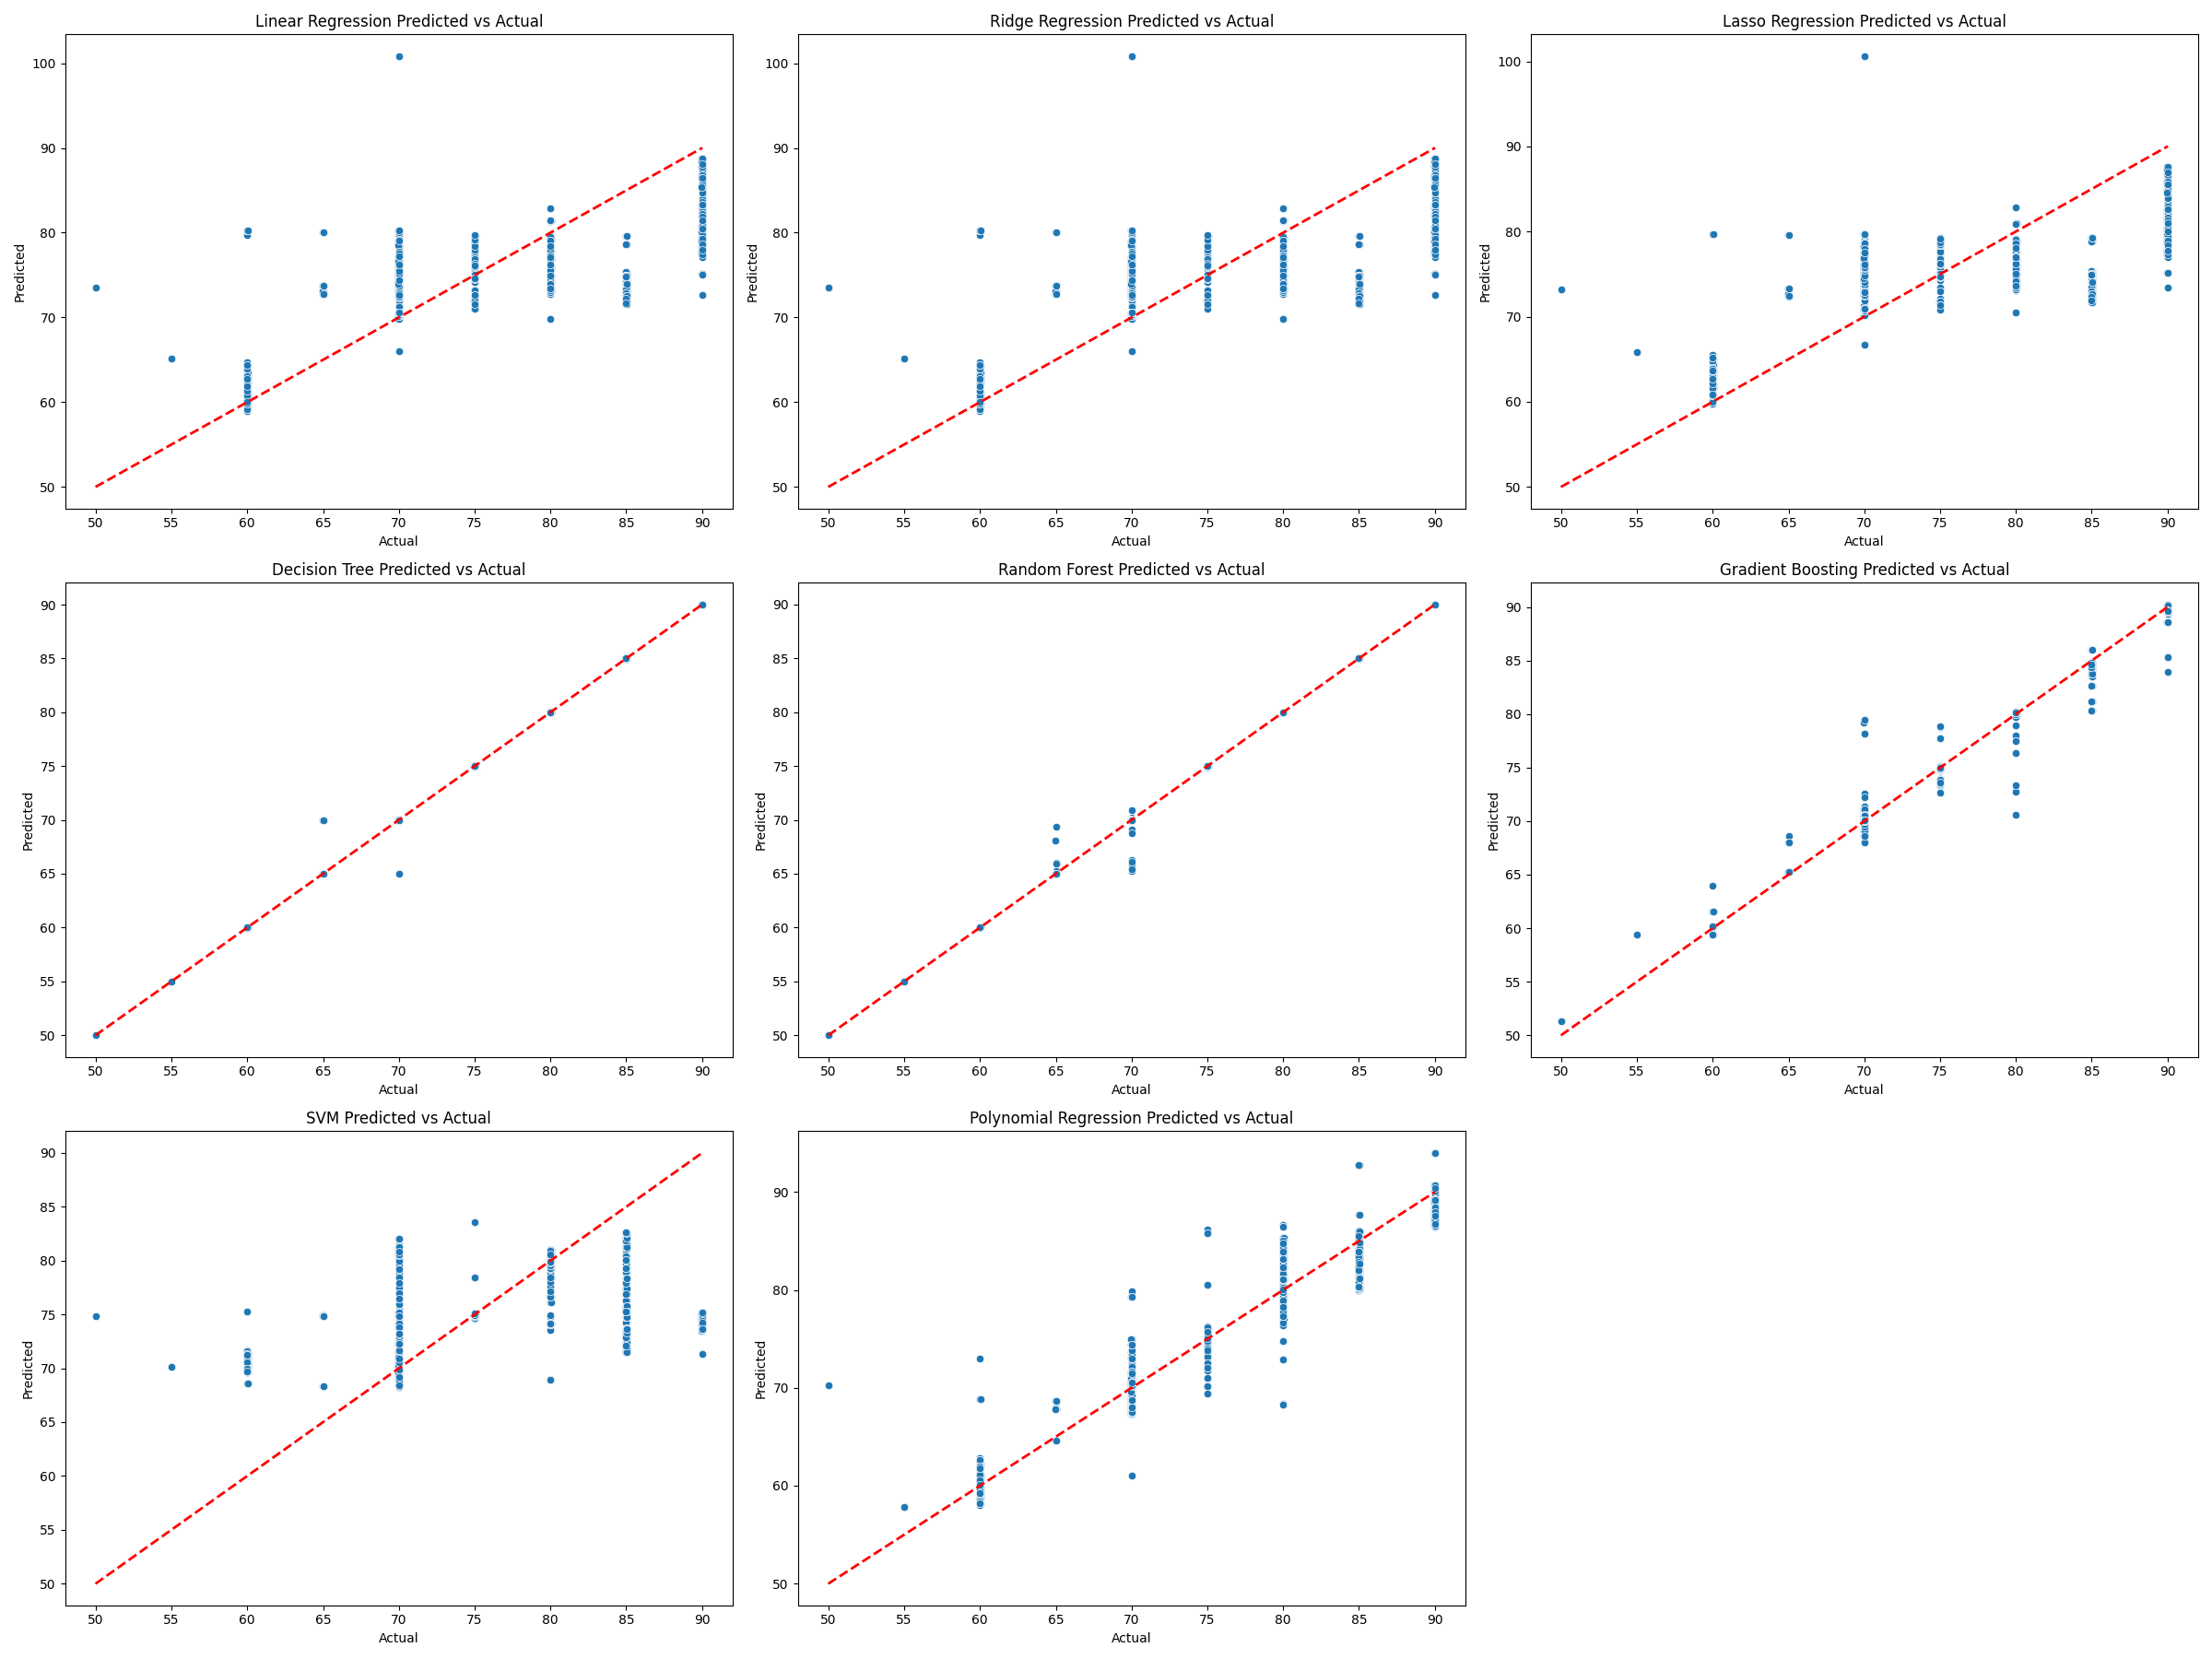 Linear Regression Predicted vs Actual
100
90
80
70
60
50
Predicted
50 55 60 65 70 75 80 85 90
Actual
Ridge Regression Predicted vs Actual
100
90
80
70
60
50
Predicted
50 55 60 65 70 75 80 85 90
Actual
Lasso Regression Predicted vs Actual
100
90
80
70
60
50
Predicted
50 55 60 65 70 75 80 85 90
Actual
Decision Tree Predicted vs Actual
90
85
80
75
70
65
60
55
50
Predicted
50 55 60 65 70 75 80 85 90
Actual
Random Forest Predicted vs Actual
90
85
80
75
70
65
60
55
50
Predicted
50 55 60 65 70 75 80 85 90
Actual
Gradient Boosting Predicted vs Actual
90
85
80
75
70
65
60
55
50
Predicted
50 55 60 65 70 75 80 85 90
Actual
SVM Predicted vs Actual
90
85
80
75
70
65
60
55
50
Predicted
50 55 60 65 70 75 80 85 90
Actual
Polynomial Regression Predicted vs Actual
90
80
70
60
50
Predicted
50 55 60 65 70 75 80 85 90
Actual